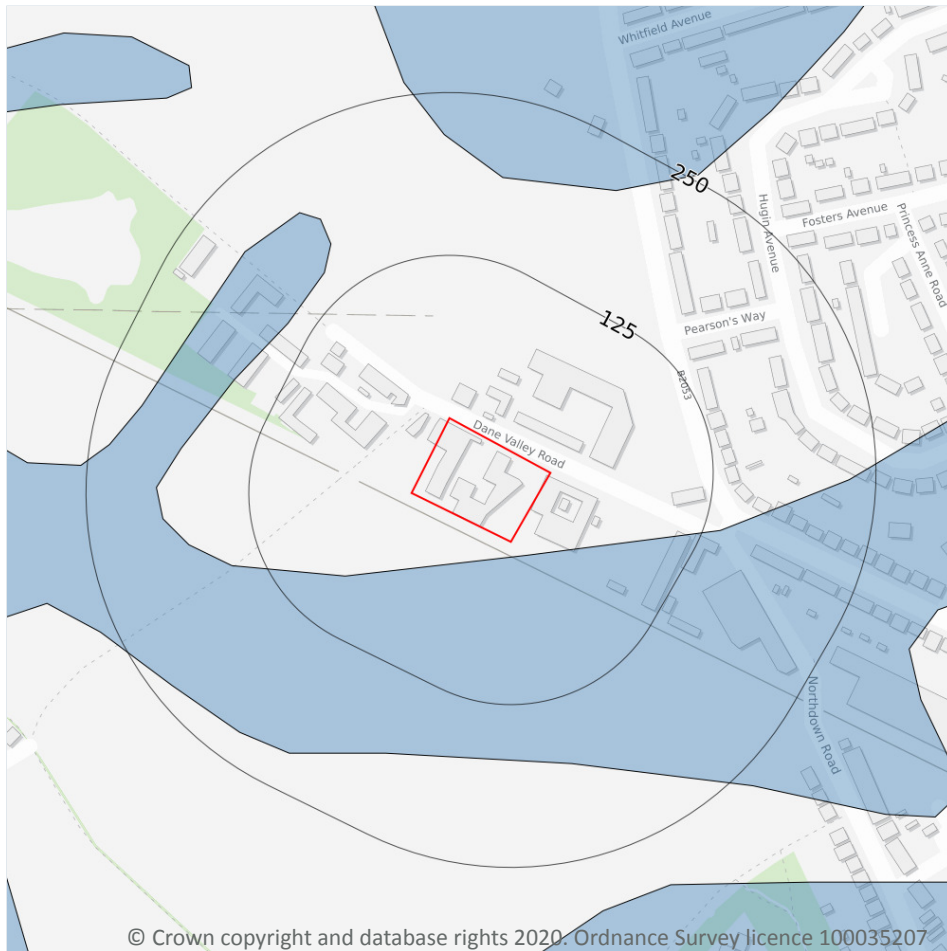 Whitfield Avenue
250
Hugin Avenue
Fosters Avenue
Princess Anne Road
Pearson's Way
125
B2053
Dane Valley Road
Northdown Road
© Crown copyright and database rights 2020. Ordnance Survey licence 100035207